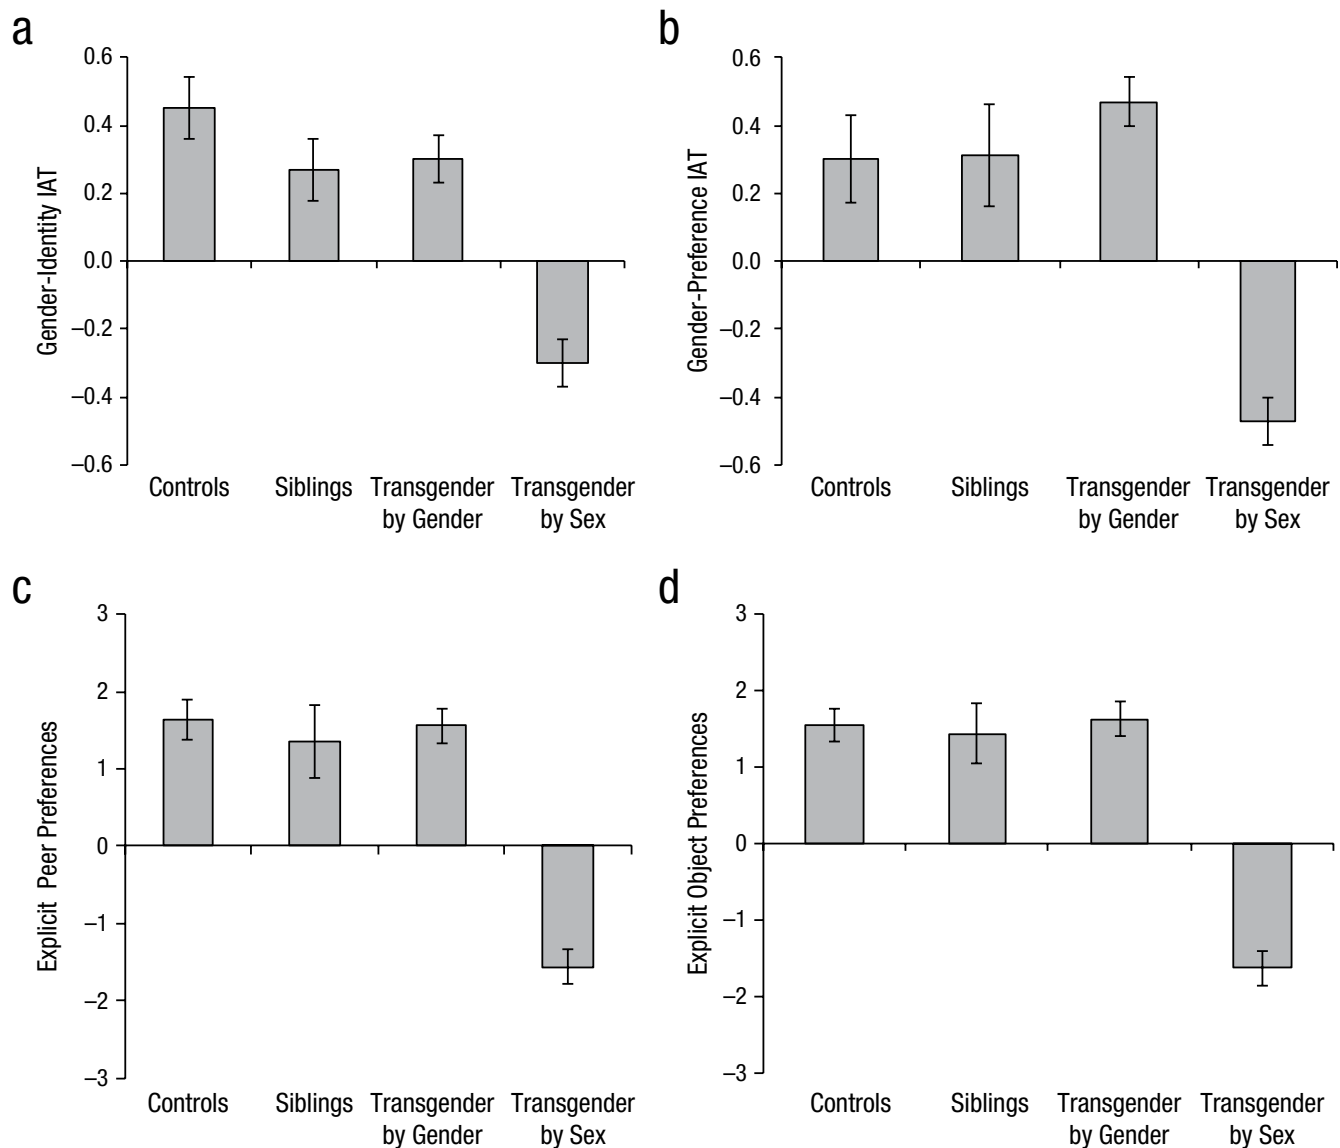 a
Gender-Identity IAT
0.6
0.4
0.2
0.0
–0.2
–0.4
–0.6
Controls
Siblings
Transgender
by Gender
Transgender
by Sex
b
Gender-Preference IAT
0.6
0.4
0.2
0.0
–0.2
–0.4
–0.6
Controls
Siblings
Transgender
by Gender
Transgender
by Sex
c
Explicit Peer Preferences
3
2
1
0
–1
–2
–3
Controls
Siblings
Transgender
by Gender
Transgender
by Sex
d
Explicit Object Preferences
3
2
1
0
–1
–2
–3
Controls
Siblings
Transgender
by Gender
Transgender
by Sex